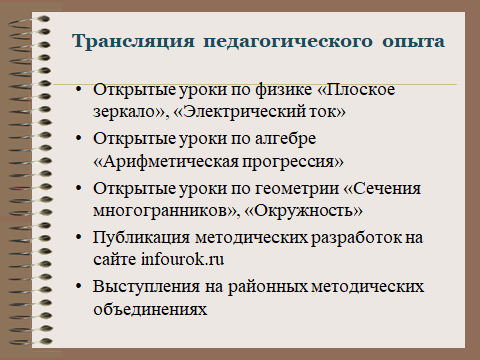 Трансляция педагогического опыта
• Открытые уроки по физике «Плоское
зеркало», «Электрический ток»
• Открытые уроки по алгебре
«Арифметическая прогрессия»
• Открытые уроки по геометрии «Сечения
многогранников», «Окружность»
• Публикация методических разработок на
сайте infourok.ru
• Выступления на районных методических
объединениях